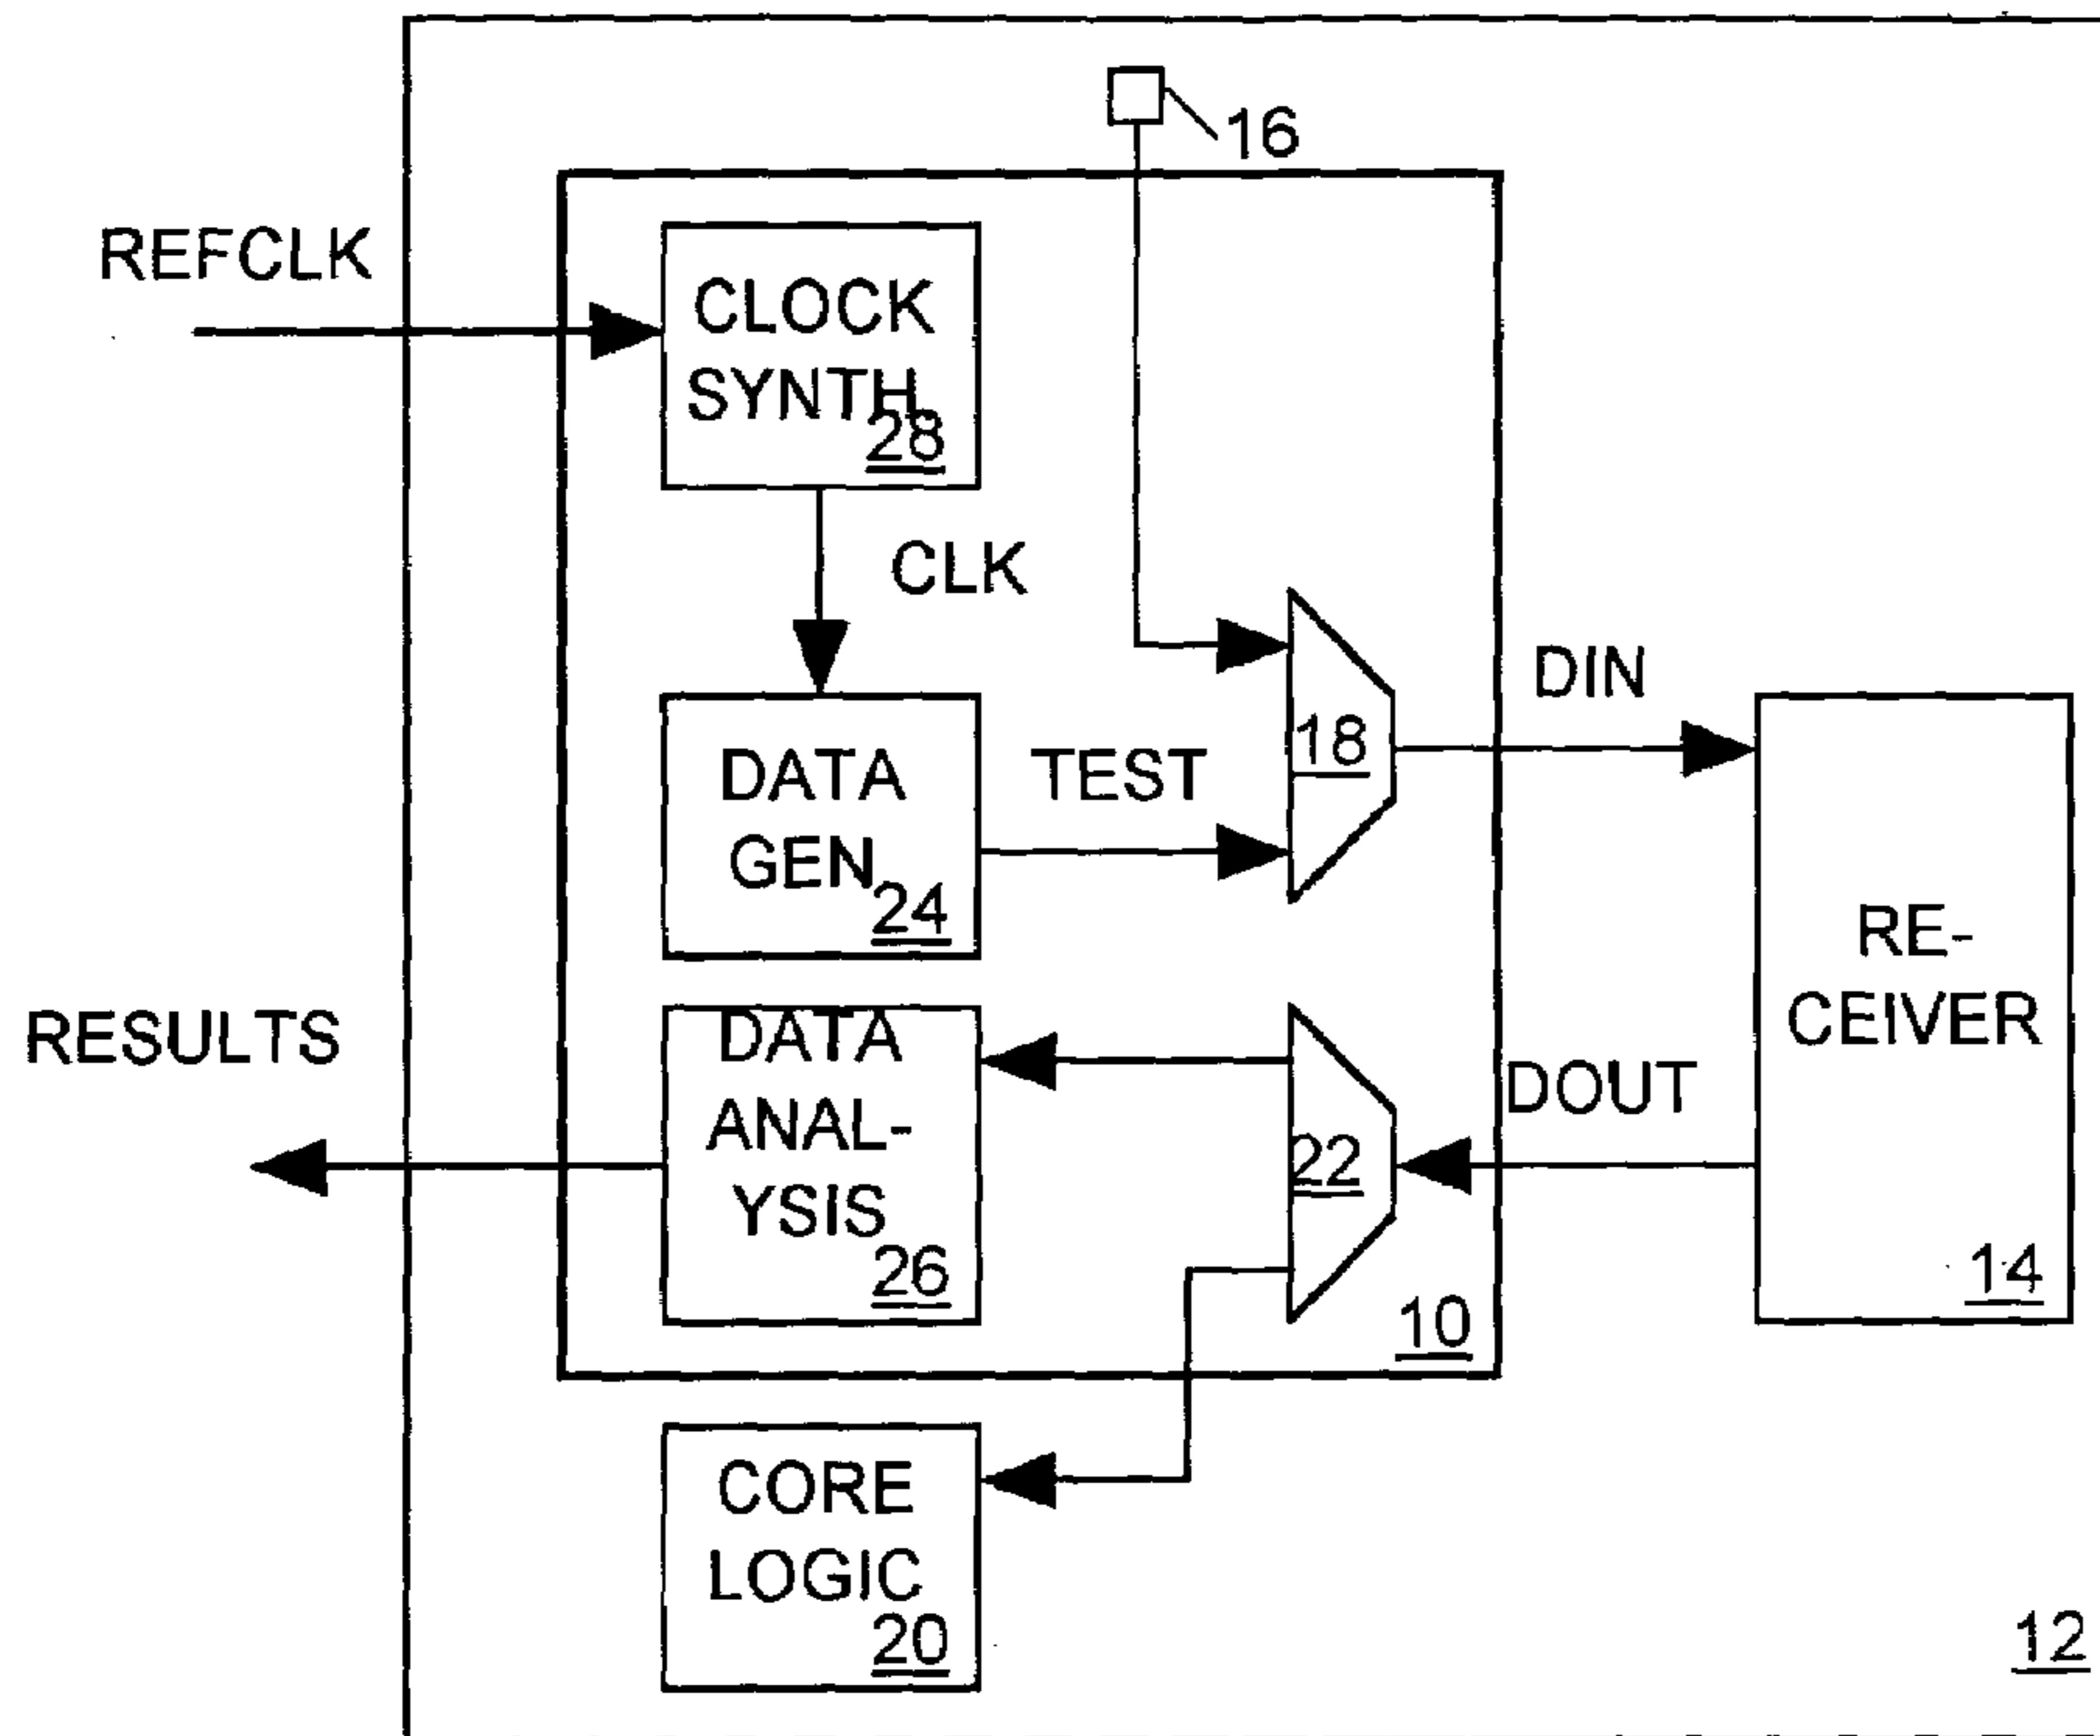 16
REFCLK
CLOCK
SYNTH
28
CLK
DIN
18
DATA
GEN
24
TEST
RE-
CEIVER
14
RESULTS
DATA
ANAL-
YSIS
26
DOUT
22
10
CORE
LOGIC
20
12